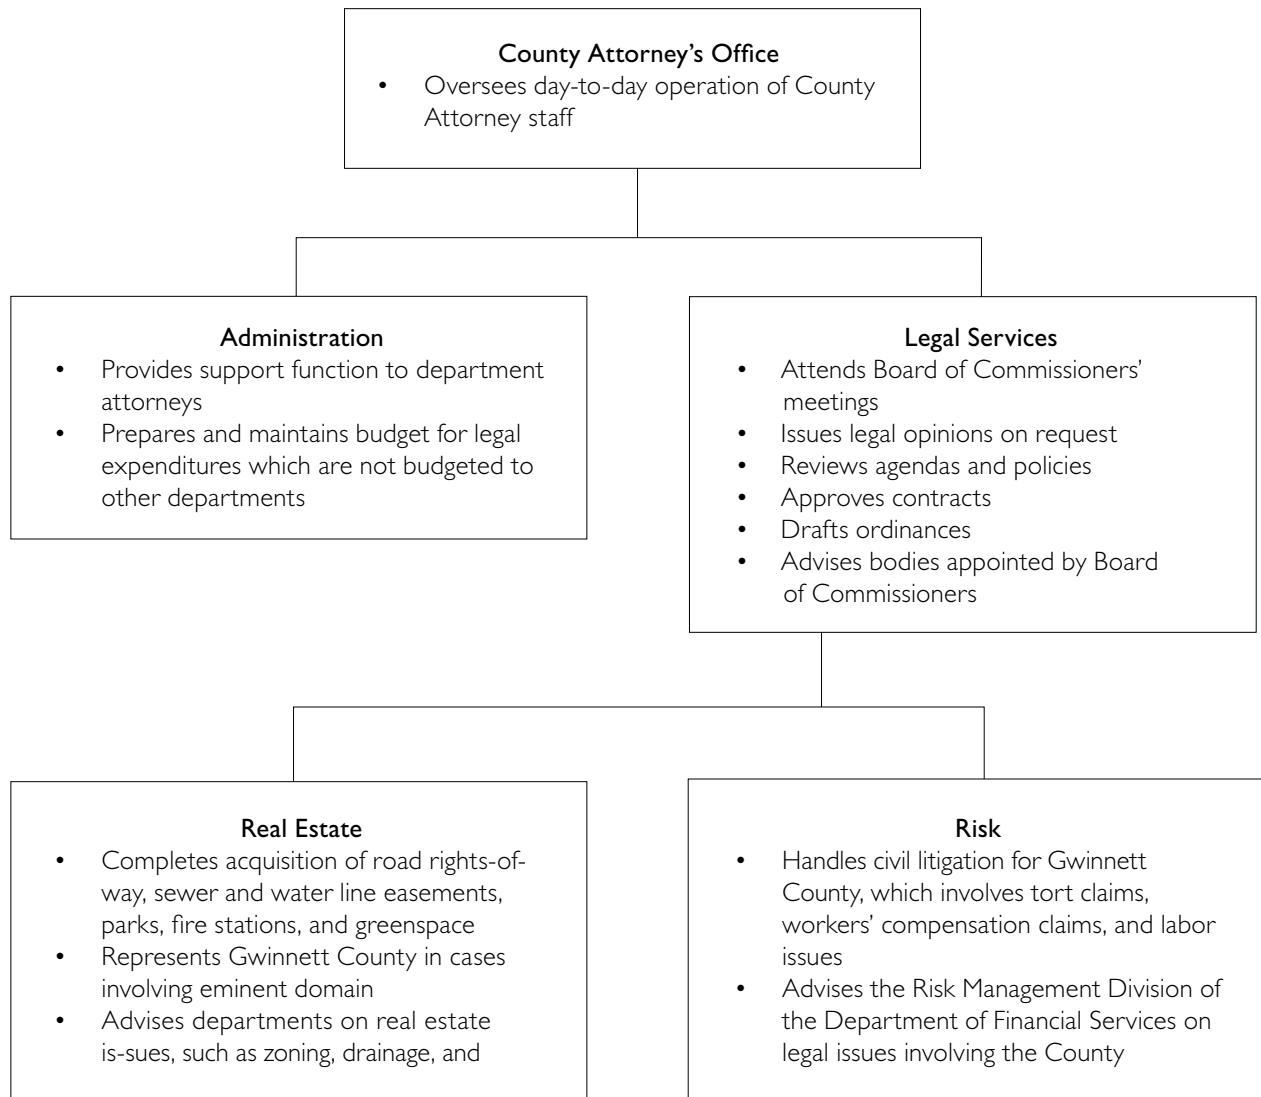 County Attorney’s Office
• Oversees day-to-day operation of County
Attorney staff
Administration
• Provides support function to department
attorneys
• Prepares and maintains budget for legal
expenditures which are not budgeted to
other departments
Legal Services
• Attends Board of Commissioners’
meetings
• Issues legal opinions on request
• Reviews agendas and policies
• Approves contracts
• Drafts ordinances
• Advises bodies appointed by Board
of Commissioners
Real Estate
• Completes acquisition of road rights-of-
way, sewer and water line easements,
parks, fire stations, and greenspace
• Represents Gwinnett County in cases
involving eminent domain
• Advises departments on real estate
is-sues, such as zoning, drainage, and
Risk
• Handles civil litigation for Gwinnett
County, which involves tort claims,
workers’ compensation claims, and labor
issues
• Advises the Risk Management Division of
the Department of Financial Services on
legal issues involving the County